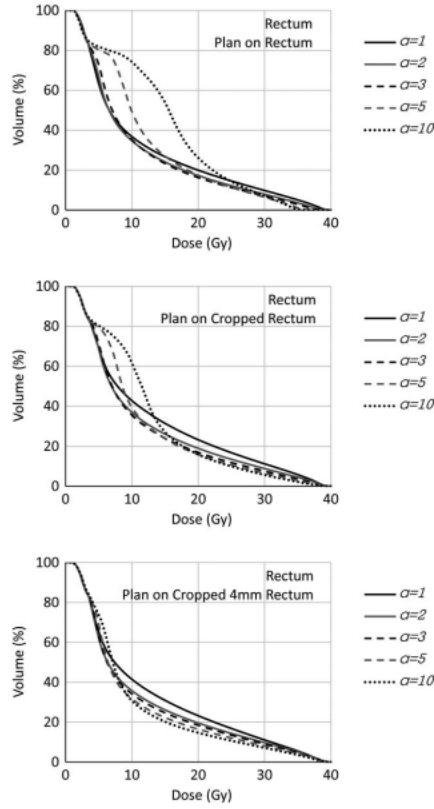 100
80
60
40
20
0
Volume (%)
Rectum
Plan on Rectum
0 10 20 30 40
Dose (Gy)
a=1
a=2
a=3
a=5
a=10
100
80
60
40
20
0
Volume (%)
Rectum
Plan on Cropped Rectum
0 10 20 30 40
Dose (Gy)
a=1
a=2
a=3
a=5
a=10
100
80
60
40
20
0
Volume (%)
Rectum
Plan on Cropped 4mm Rectum
0 10 20 30 40
Dose (Gy)
a=1
a=2
a=3
a=5
a=10